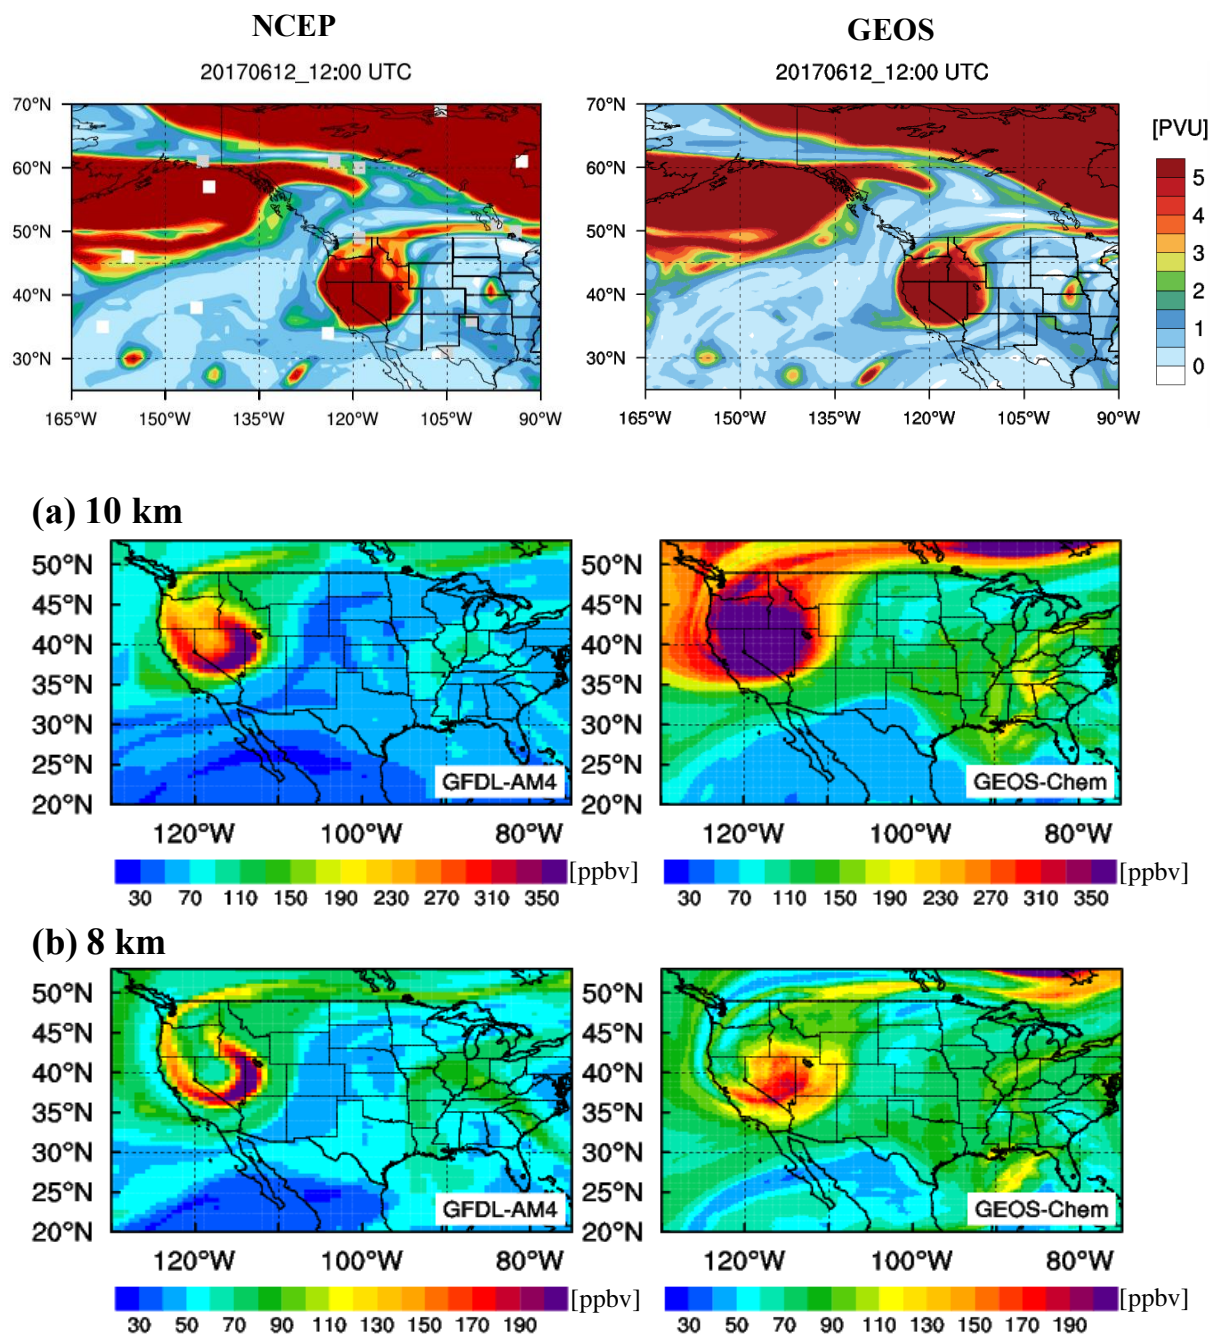 NCEP GEOS
20170612_12:00 UTC 20170612_12:00 UTC
70°N 70°N [PVU]
60°N 60°N 5
50°N 50°N 4
40°N 40°N 3
30°N 30°N 2
1
0
165°W 150°W 135°W 120°W 105°W 90°W 165°W 150°W 135°W 120°W 105°W 90°W
(a) 10 km
50°N 50°N
45°N 45°N
40°N 40°N
35°N 35°N
30°N 30°N
25°N 25°N
20°N GFDL-AM4 20°N GEOS-Chem
120°W 100°W 80°W 120°W 100°W 80°W
[ppbv] [ppbv]
30 70 110 150 190 230 270 310 350 30 70 110 150 190 230 270 310 350
(b) 8 km
50°N 50°N
45°N 45°N
40°N 40°N
35°N 35°N
30°N 30°N
25°N 25°N
20°N GFDL-AM4 20°N GEOS-Chem
120°W 100°W 80°W 120°W 100°W 80°W
[ppbv] [ppbv]
30 50 70 90 110 130 150 170 190 30 50 70 90 110 130 150 170 190